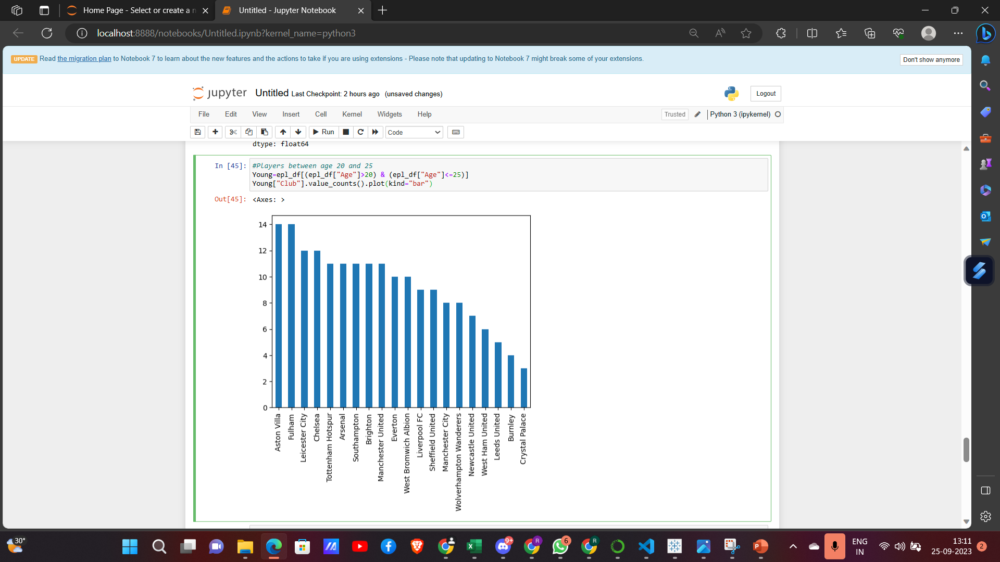 Home Page - Select or create a n
Untitled - Jupyter Notebook
localhost:8888/notebooks/Untitled.ipynb?kernel_name=python3
UPDATE Read the migration plan to Notebook 7 to learn about the new features and the actions to take if you are using extensions - Please note that updating to Notebook 7 might break some of your extensions.
Don't show anymore
jupyter Untitled Last Checkpoint: 2 hours ago (unsaved changes)
Logout
File Edit View Insert Cell Kernel Widgets Help
Trusted Python 3 (ipykernel)
Run Code
dtype: float64
In [45]: #Players between age 20 and 25
Young=epl_df[(epl_df["Age"]>20) & (epl_df["Age"]<=25)]
Young["Club"].value_counts().plot(kind="bar")
Out[45]: <Axes: >
14
12
10
8
6
4
2
0
Aston Villa
Fulham
Leicester City
Chelsea
Tottenham Hotspur
Arsenal
Southampton
Brighton
Manchester United
Everton
West Bromwich Albion
Liverpool FC
Sheffield United
Manchester City
Wolverhampton Wanderers
Newcastle United
West Ham United
Leeds United
Burnley
Crystal Palace
30°
9+
R
6
R
ENG
IN
13:11
25-09-2023
2